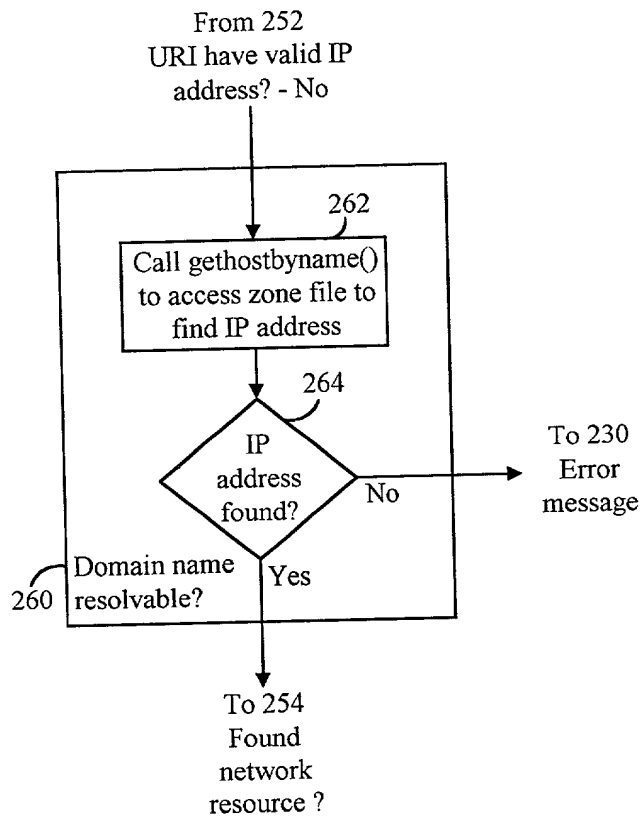 From 252
URI have valid IP
address? - No
262
Call gethostbyname()
to access zone file to
find IP address
264
IP
address
found?
No
To 230
Error
message
Yes
Domain name
resolvable?
260
To 254
Found
network
resource ?